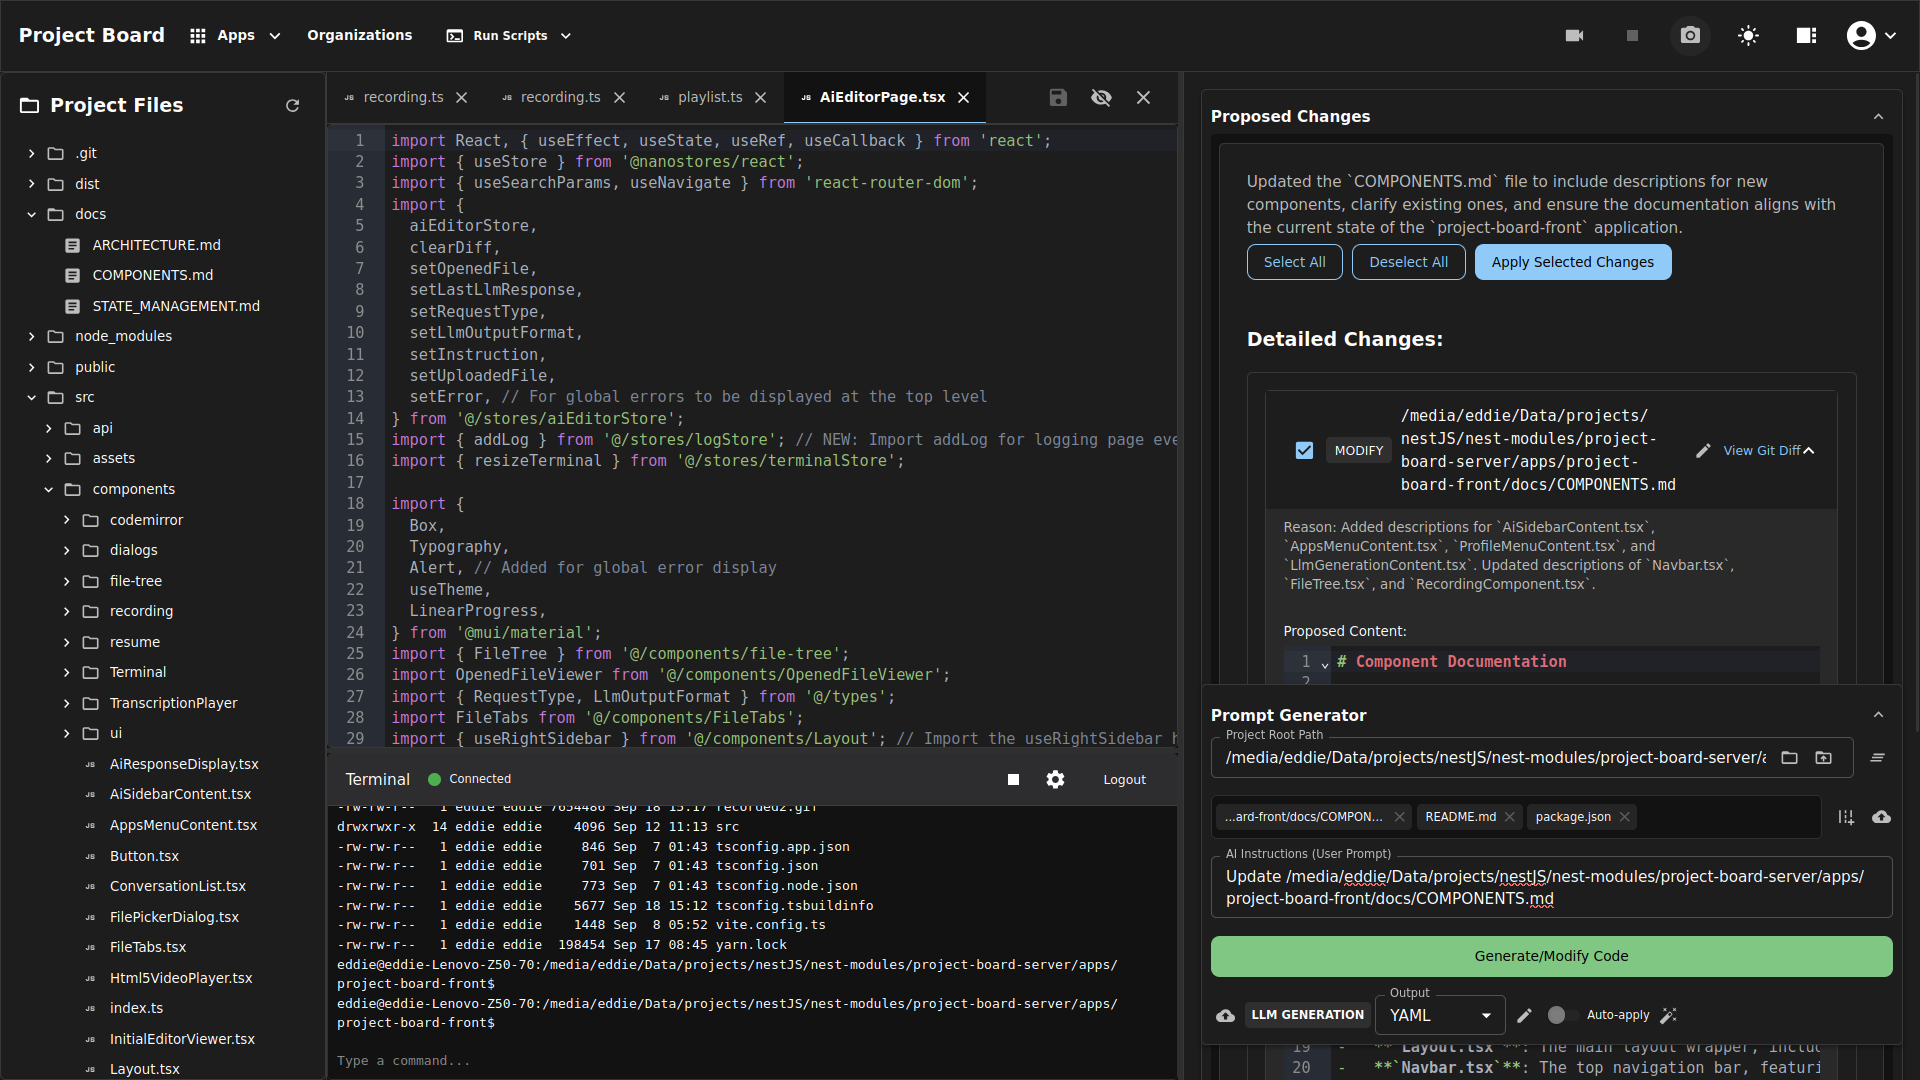 Project Board
Apps
Organizations
Run Scripts
Project Files
.git
dist
docs
ARCHITECTURE.md
COMPONENTS.md
STATE_MANAGEMENT.md
node_modules
public
src
api
assets
components
codemirror
dialogs
file-tree
recording
resume
Terminal
TranscriptionPlayer
ui
JS AiResponseDisplay.tsx
JS AiSidebarContent.tsx
JS AppsMenuContent.tsx
JS Button.tsx
JS ConversationList.tsx
JS FilePickerDialog.tsx
JS FileTabs.tsx
JS Html5VideoPlayer.tsx
JS index.ts
JS InitialEditorViewer.tsx
JS Layout.tsx
JS recording.ts
JS recording.ts
JS playlist.ts
JS AiEditorPage.tsx
1 import React, { useEffect, useState, useRef, useCallback } from 'react';
2 import { useStore } from '@nanostores/react';
3 import { useSearchParams, useNavigate } from 'react-router-dom';
4 import {
5 aiEditorStore,
6 clearDiff,
7 setOpenedFile,
8 setLastLlmResponse,
9 setRequestType,
10 setLlmOutputFormat,
11 setInstruction,
12 setUploadedFile,
13 setError, // For global errors to be displayed at the top level
14 } from '@/stores/aiEditorStore';
15 import { addLog } from '@/stores/logStore'; // NEW: Import addLog for logging page eve
16 import { resizeTerminal } from '@/stores/terminalStore';
17
18 import {
19 Box,
20 Typography,
21 Alert, // Added for global error display
22 useTheme,
23 LinearProgress,
24 } from '@mui/material';
25 import { FileTree } from '@/components/file-tree';
26 import OpenedFileViewer from '@/components/OpenedFileViewer';
27 import { RequestType, LlmOutputFormat } from '@/types';
28 import FileTabs from '@/components/FileTabs';
29 import { useRightSidebar } from '@/components/Layout'; // Import the useRightSidebar h
Terminal
Connected
Logout
-rw-rw-r-- 1 eddie eddie 7654486 Sep 18 15:17 recorded2.gif
drwxrwxr-x 14 eddie eddie 4096 Sep 12 11:13 src
-rw-rw-r-- 1 eddie eddie 846 Sep 7 01:43 tsconfig.app.json
-rw-rw-r-- 1 eddie eddie 701 Sep 7 01:43 tsconfig.json
-rw-rw-r-- 1 eddie eddie 773 Sep 7 01:43 tsconfig.node.json
-rw-rw-r-- 1 eddie eddie 5677 Sep 18 15:12 tsconfig.tsbuildinfo
-rw-rw-r-- 1 eddie eddie 1448 Sep 8 05:52 vite.config.ts
-rw-rw-r-- 1 eddie eddie 198454 Sep 17 08:45 yarn.lock
eddie@eddie-Lenovo-Z50-70:/media/eddie/Data/projects/nestJS/nest-modules/project-board-server/apps/
project-board-front$
eddie@eddie-Lenovo-Z50-70:/media/eddie/Data/projects/nestJS/nest-modules/project-board-server/apps/
project-board-front$
Type a command...
Proposed Changes
Updated the `COMPONENTS.md` file to include descriptions for new
components, clarify existing ones, and ensure the documentation aligns with
the current state of the `project-board-front` application.
Select All
Deselect All
Apply Selected Changes
Detailed Changes:
MODIFY
/media/eddie/Data/projects/
nestJS/nest-modules/project-
board-server/apps/project-
board-front/docs/COMPONENTS.md
View Git Diff
Reason: Added descriptions for `AiSidebarContent.tsx`,
`AppsMenuContent.tsx`, `ProfileMenuContent.tsx`, and
`LlmGenerationContent.tsx`. Updated descriptions of `Navbar.tsx`,
`FileTree.tsx`, and `RecordingComponent.tsx`.
Proposed Content:
1 # Component Documentation
2
Prompt Generator
Project Root Path
/media/eddie/Data/projects/nestJS/nest-modules/project-board-server/a
...ard-front/docs/COMPON...
README.md
package.json
AI Instructions (User Prompt)
Update /media/eddie/Data/projects/nestJS/nest-modules/project-board-server/apps/
project-board-front/docs/COMPONENTS.md
Generate/Modify Code
LLM GENERATION
Output
YAML
Auto-apply
19 - **`Layout.tsx`**: The main layout wrapper, includ
20 - **`Navbar.tsx`**: The top navigation bar, featuri